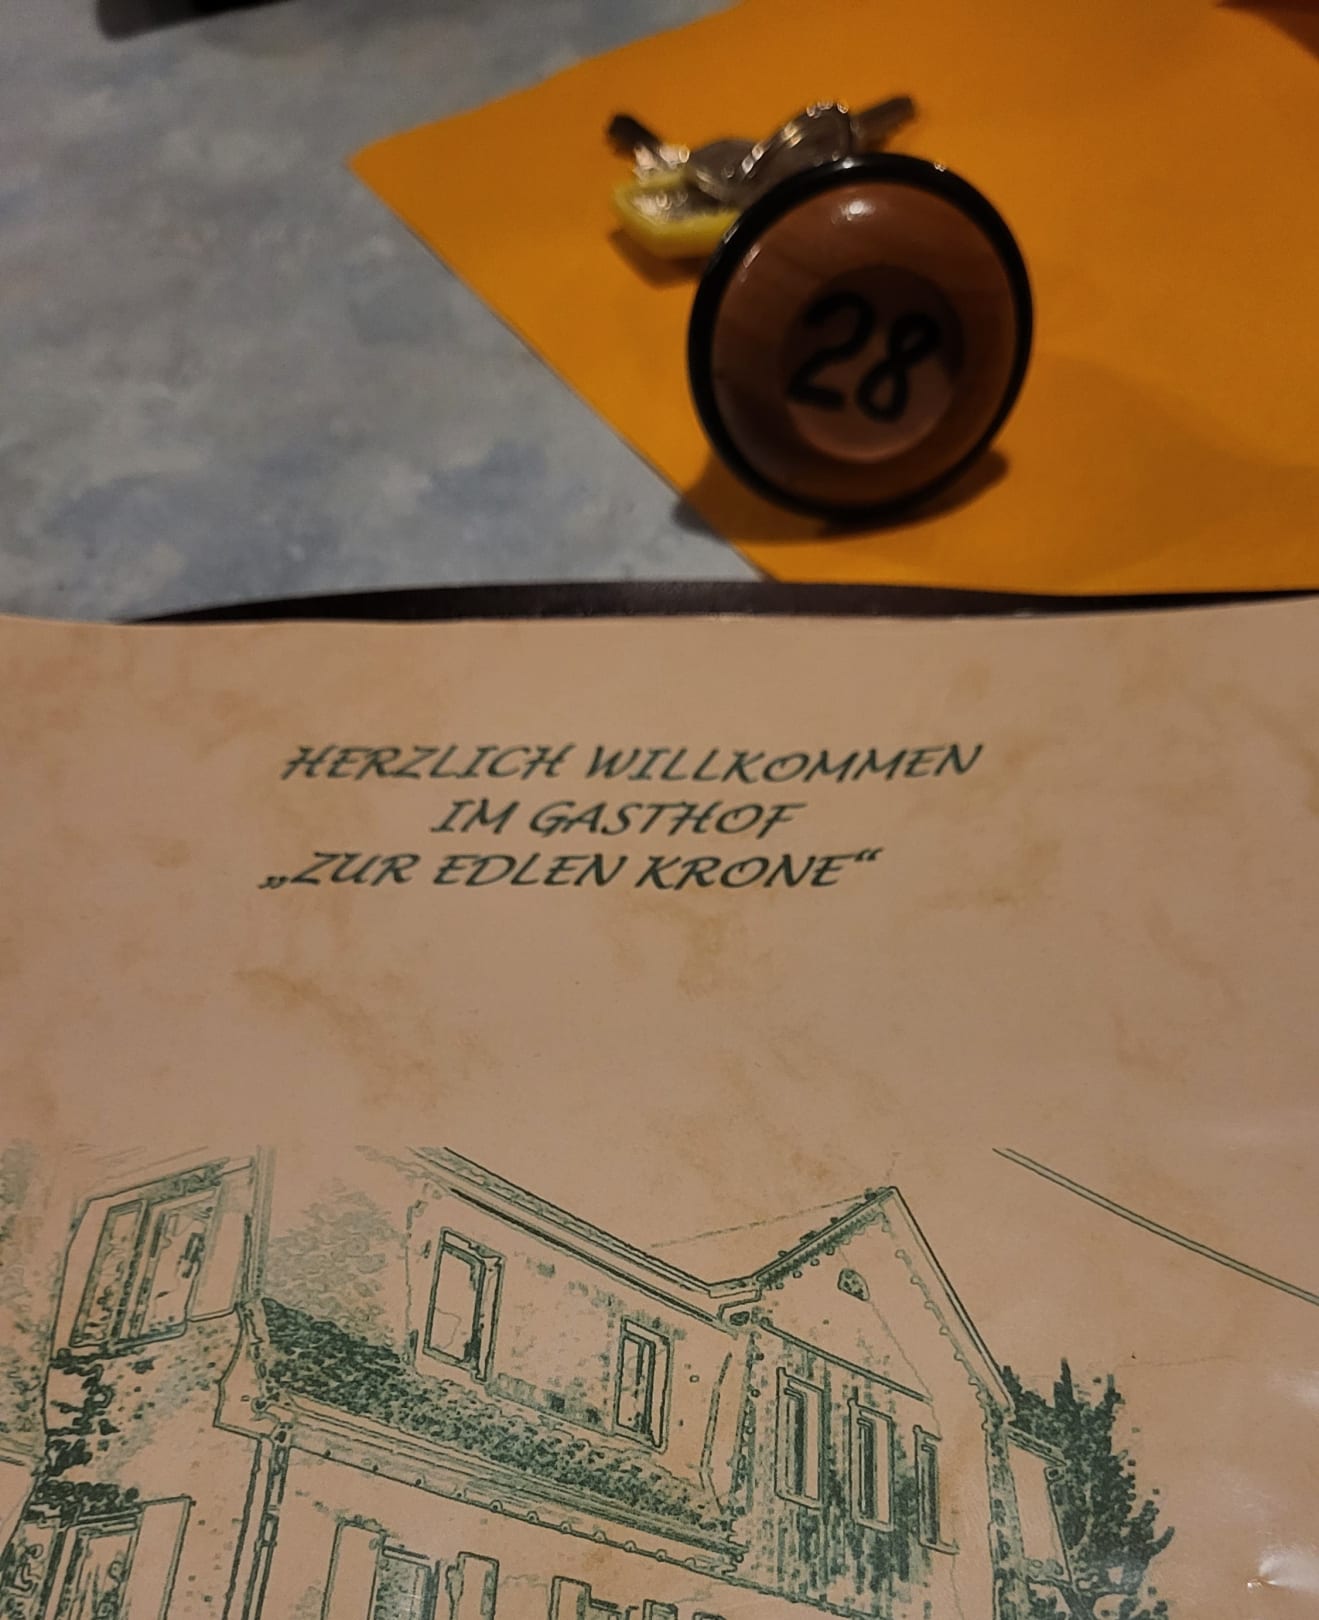 28
HERZLICH WILLKOMMEN
IM GASTHOF
„ZUR EDLEN KRONE“